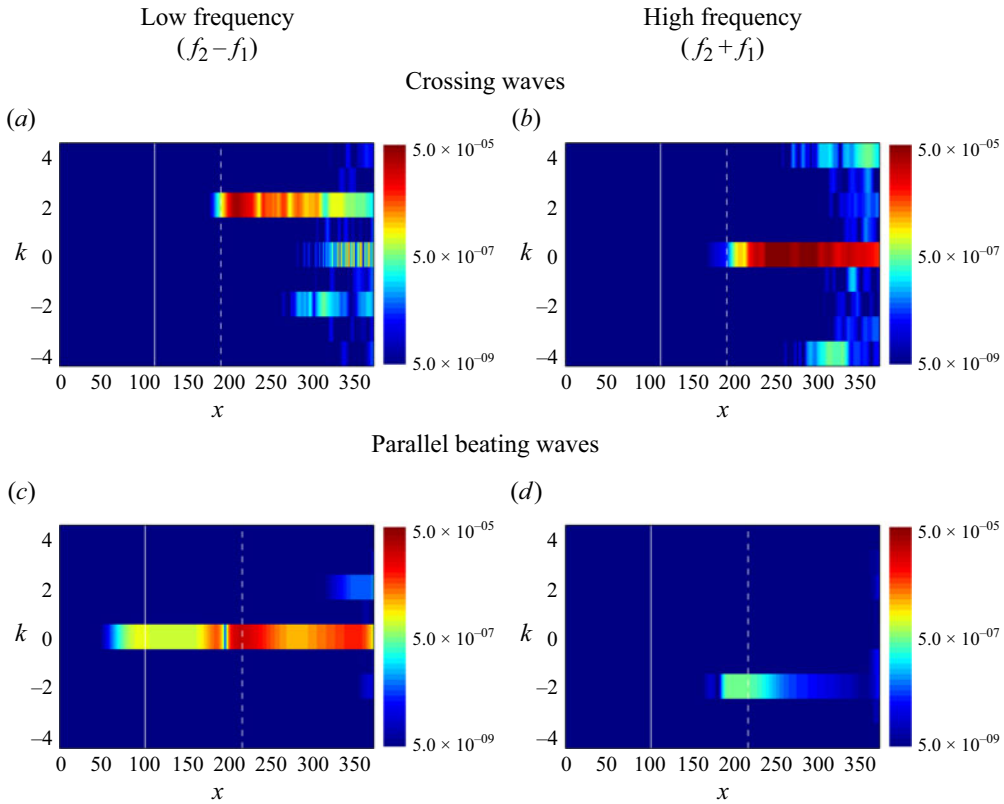 Low frequency
(f₂ – f₁)
High frequency
(f₂ + f₁)
Crossing waves
(a)
4
2
k 0
–2
–4
0 50 100 150 200 250 300 350
x
5.0 × 10⁻⁰⁵
5.0 × 10⁻⁰⁷
5.0 × 10⁻⁰⁹
(b)
4
2
k 0
–2
–4
0 50 100 150 200 250 300 350
x
5.0 × 10⁻⁰⁵
5.0 × 10⁻⁰⁷
5.0 × 10⁻⁰⁹
Parallel beating waves
(c)
4
2
k 0
–2
–4
0 50 100 150 200 250 300 350
x
5.0 × 10⁻⁰⁵
5.0 × 10⁻⁰⁷
5.0 × 10⁻⁰⁹
(d)
4
2
k 0
–2
–4
0 50 100 150 200 250 300 350
x
5.0 × 10⁻⁰⁵
5.0 × 10⁻⁰⁷
5.0 × 10⁻⁰⁹